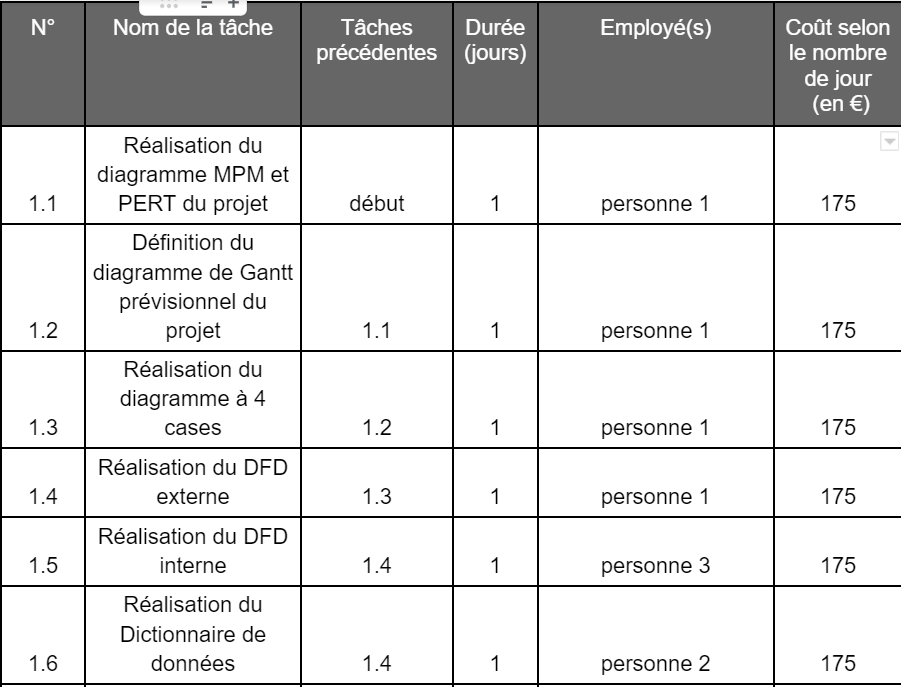 N° Nom de la tâche Tâches précédentes Durée (jours) Employé(s) Coût selon le nombre de jour (en €)
1.1 Réalisation du diagramme MPM et PERT du projet début 1 personne 1 175
1.2 Définition du diagramme de Gantt prévisionnel du projet 1.1 1 personne 1 175
1.3 Réalisation du diagramme à 4 cases 1.2 1 personne 1 175
1.4 Réalisation du DFD externe 1.3 1 personne 1 175
1.5 Réalisation du DFD interne 1.4 1 personne 3 175
1.6 Réalisation du Dictionnaire de données 1.4 1 personne 2 175